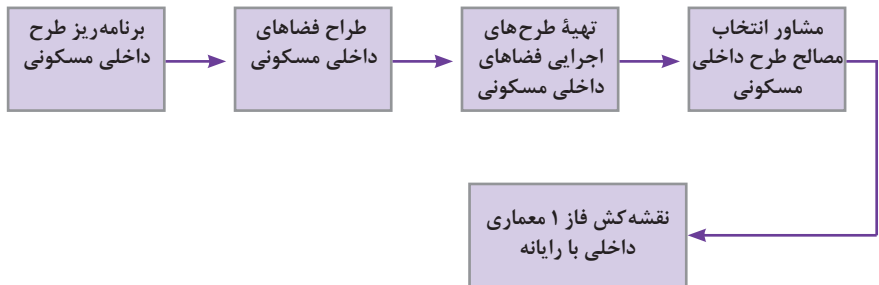 برنامه‌ریز طرح
داخلی مسکونی
طراح فضاهای
داخلی مسکونی
تهیهٔ طرح‌های
اجرایی فضاهای
داخلی مسکونی
مشاور انتخاب
مصالح طرح داخلی
مسکونی
نقشه‌کش فاز ۱ معماری
داخلی با رایانه